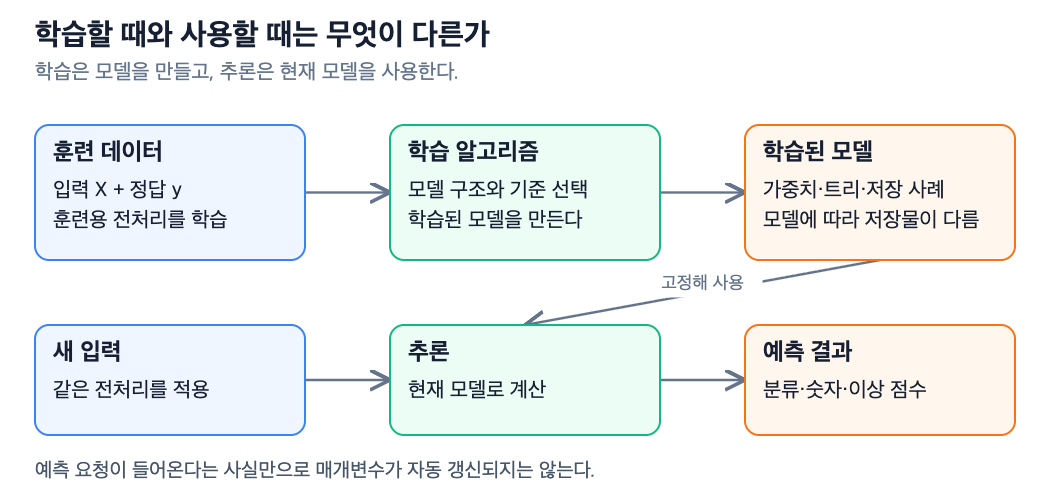 학습할 때와 사용할 때는 무엇이 다른가
학습은 모델을 만들고, 추론은 현재 모델을 사용한다.
훈련 데이터
입력 X + 정답 y
훈련용 전처리를 학습
학습 알고리즘
모델 구조와 기준 선택
학습된 모델을 만든다
학습된 모델
가중치·트리·저장 사례
모델에 따라 저장물이 다름
고정해 사용
새 입력
같은 전처리를 적용
추론
현재 모델로 계산
예측 결과
분류·숫자·이상 점수
예측 요청이 들어온다는 사실만으로 매개변수가 자동 갱신되지는 않는다.